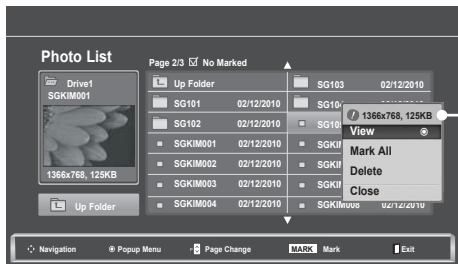 Photo List
Page 2/3 ☑ No Marked
Drive1
SGKIM001
1366x768, 125KB
Up Folder
Up Folder
SG101 02/12/2010
SG102 02/12/2010
SGKIM001 02/12/2010
SGKIM002 02/12/2010
SGKIM003 02/12/2010
SGKIM004 02/12/2010
SG103 02/12/2010
SG104
SGKIM008 02/12/2010
1366x768, 125KB
View
Mark All
Delete
Close
Navigation
Popup Menu
Page Change
MARK Mark
Exit